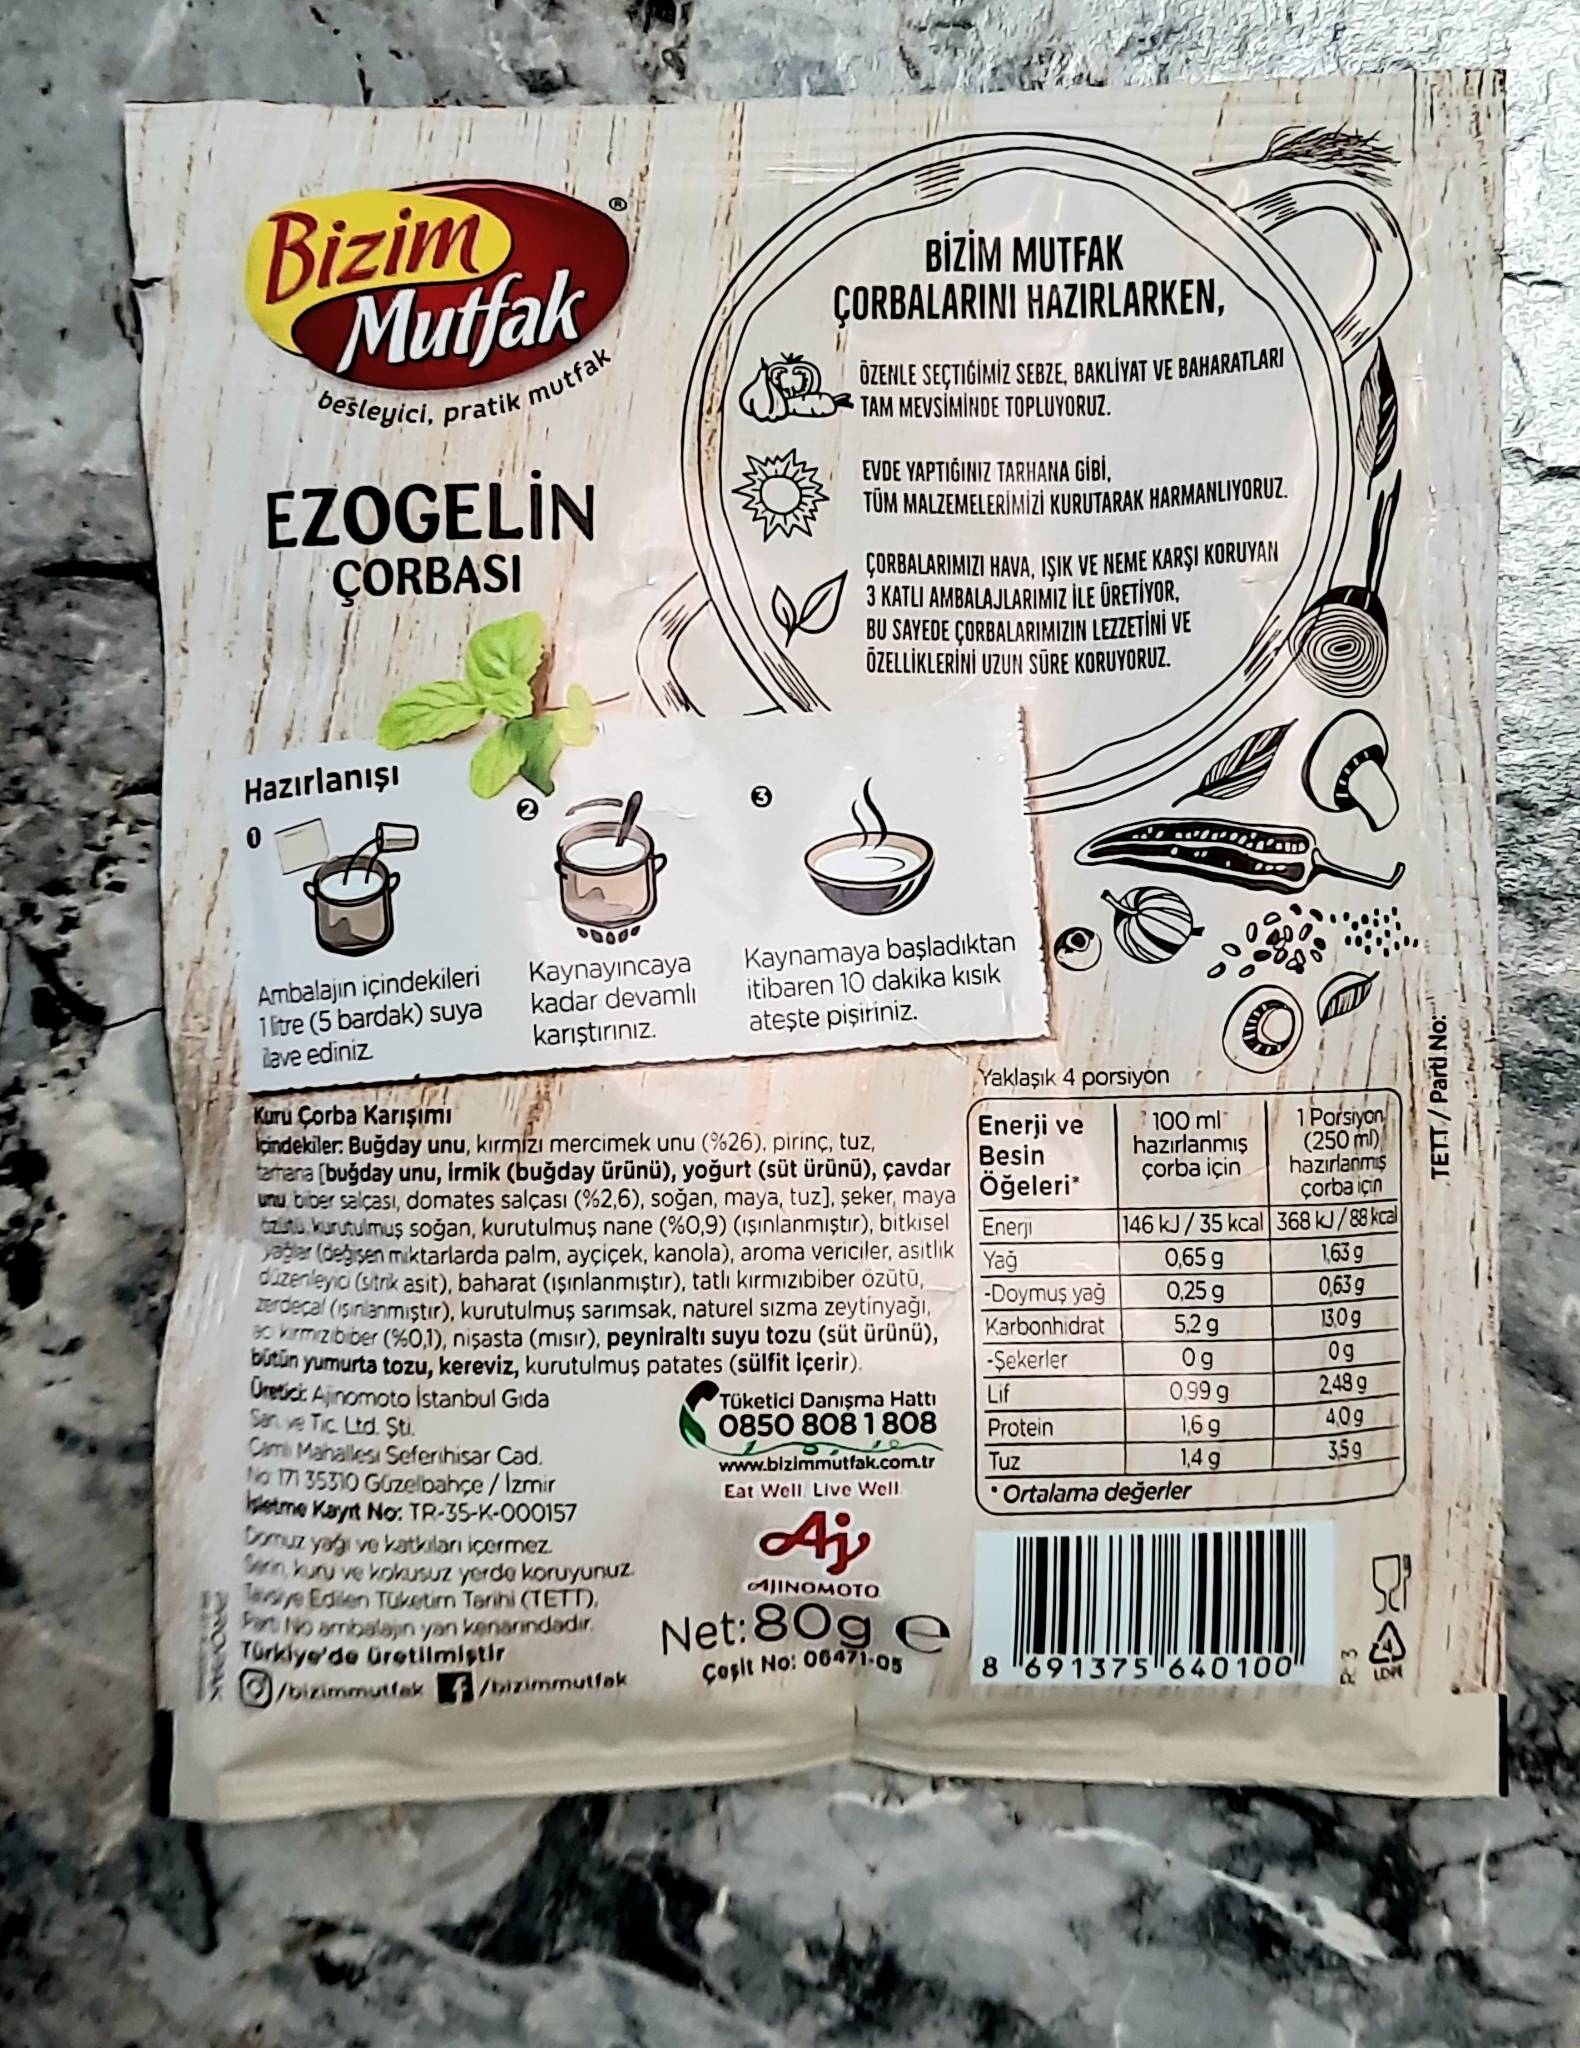 Bizim
Mutfak
®
besleyici, pratik mutfak
EZOGELİN
ÇORBASI
BİZİM MUTFAK
ÇORBALARINI HAZIRLARKEN,
ÖZENLE SEÇTIĞİMİZ SEBZE, BAKLİYAT VE BAHARATLARI
TAM MEVSİMİNDE TOPLUYORUZ.
EVDE YAPTIĞINIZ TARHANA GİBİ,
TÜM MALZEMELERİMİZİ KURUTARAK HARMANLIYORUZ.
ÇORBALARIMIZI HAVA, IŞIK VE NEME KARŞI KORUYAN
3 KATLI AMBALAJLARIMIZ İLE ÜRETİYOR,
BU SAYEDE ÇORBALARIMIZIN LEZZETİNİ VE
ÖZELLİKLERİNİ UZUN SÜRE KORUYORUZ.
Hazırlanışı
1
Ambalajın içindekileri
1 litre (5 bardak) suya
ilave ediniz.
2
Kaynayıncaya
kadar devamlı
karıştırınız.
3
Kaynamaya başladıktan
itibaren 10 dakika kısık
ateşte pişiriniz.
Kuru Çorba Karışımı
İçindekiler: Buğday unu, kırmızı mercimek unu (%26), pirinç, tuz,
tarhana [buğday unu, irmik (buğday ürünü), yoğurt (süt ürünü), çavdar
unu, biber salçası, domates salçası (%2,6), soğan, maya, tuz], şeker, maya
özütü, kurutulmuş soğan, kurutulmuş nane (%0,9) (ışınlanmıştır), bitkisel
yağlar (değişen miktarlarda palm, ayçiçek, kanola), aroma vericiler, asitlik
düzenleyici (sitrik asit), baharat (ışınlanmıştır), tatlı kırmızıbiber özütü,
zerdeçal (ışınlanmıştır), kurutulmuş sarımsak, naturel sızma zeytinyağı,
acı kırmızıbiber (%0,1), nişasta (mısır), peyniraltı suyu tozu (süt ürünü),
bütün yumurta tozu, kereviz, kurutulmuş patates (sülfit içerir).
Üretici: Ajinomoto İstanbul Gıda
San. ve Tic. Ltd. Şti.
Çamlı Mahallesi Seferihisar Cad.
No: 171 35310 Güzelbahçe / İzmir
İşletme Kayıt No: TR-35-K-000157
Domuz yağı ve katkıları içermez.
Serin, kuru ve kokusuz yerde koruyunuz.
Tavsiye Edilen Tüketim Tarihi (TETT),
Parti No ambalajın yan kenarındadır.
Türkiye'de üretilmiştir
/bizimmutfak /bizimmutfak
Tüketici Danışma Hattı
0850 808 1 808
www.bizimmutfak.com.tr
Eat Well, Live Well.
Aj
AJINOMOTO
Net: 80g e
Çeşit No: 06471-05
Yaklaşık 4 porsiyon
Enerji ve Besin Öğeleri* 100 ml hazırlanmış çorba için 1 Porsiyon (250 ml) hazırlanmış çorba için
Enerji 146 kJ / 35 kcal 368 kJ / 88 kcal
Yağ 0,65 g 1,63 g
-Doymuş yağ 0,25 g 0,63 g
Karbonhidrat 5,2 g 13,0 g
-Şekerler 0 g 0 g
Lif 0,99 g 2,48 g
Protein 1,6 g 4,0 g
Tuz 1,4 g 3,5 g
* Ortalama değerler
8 691375 640100
P. 3
4
LDPE
TETT / Parti No: